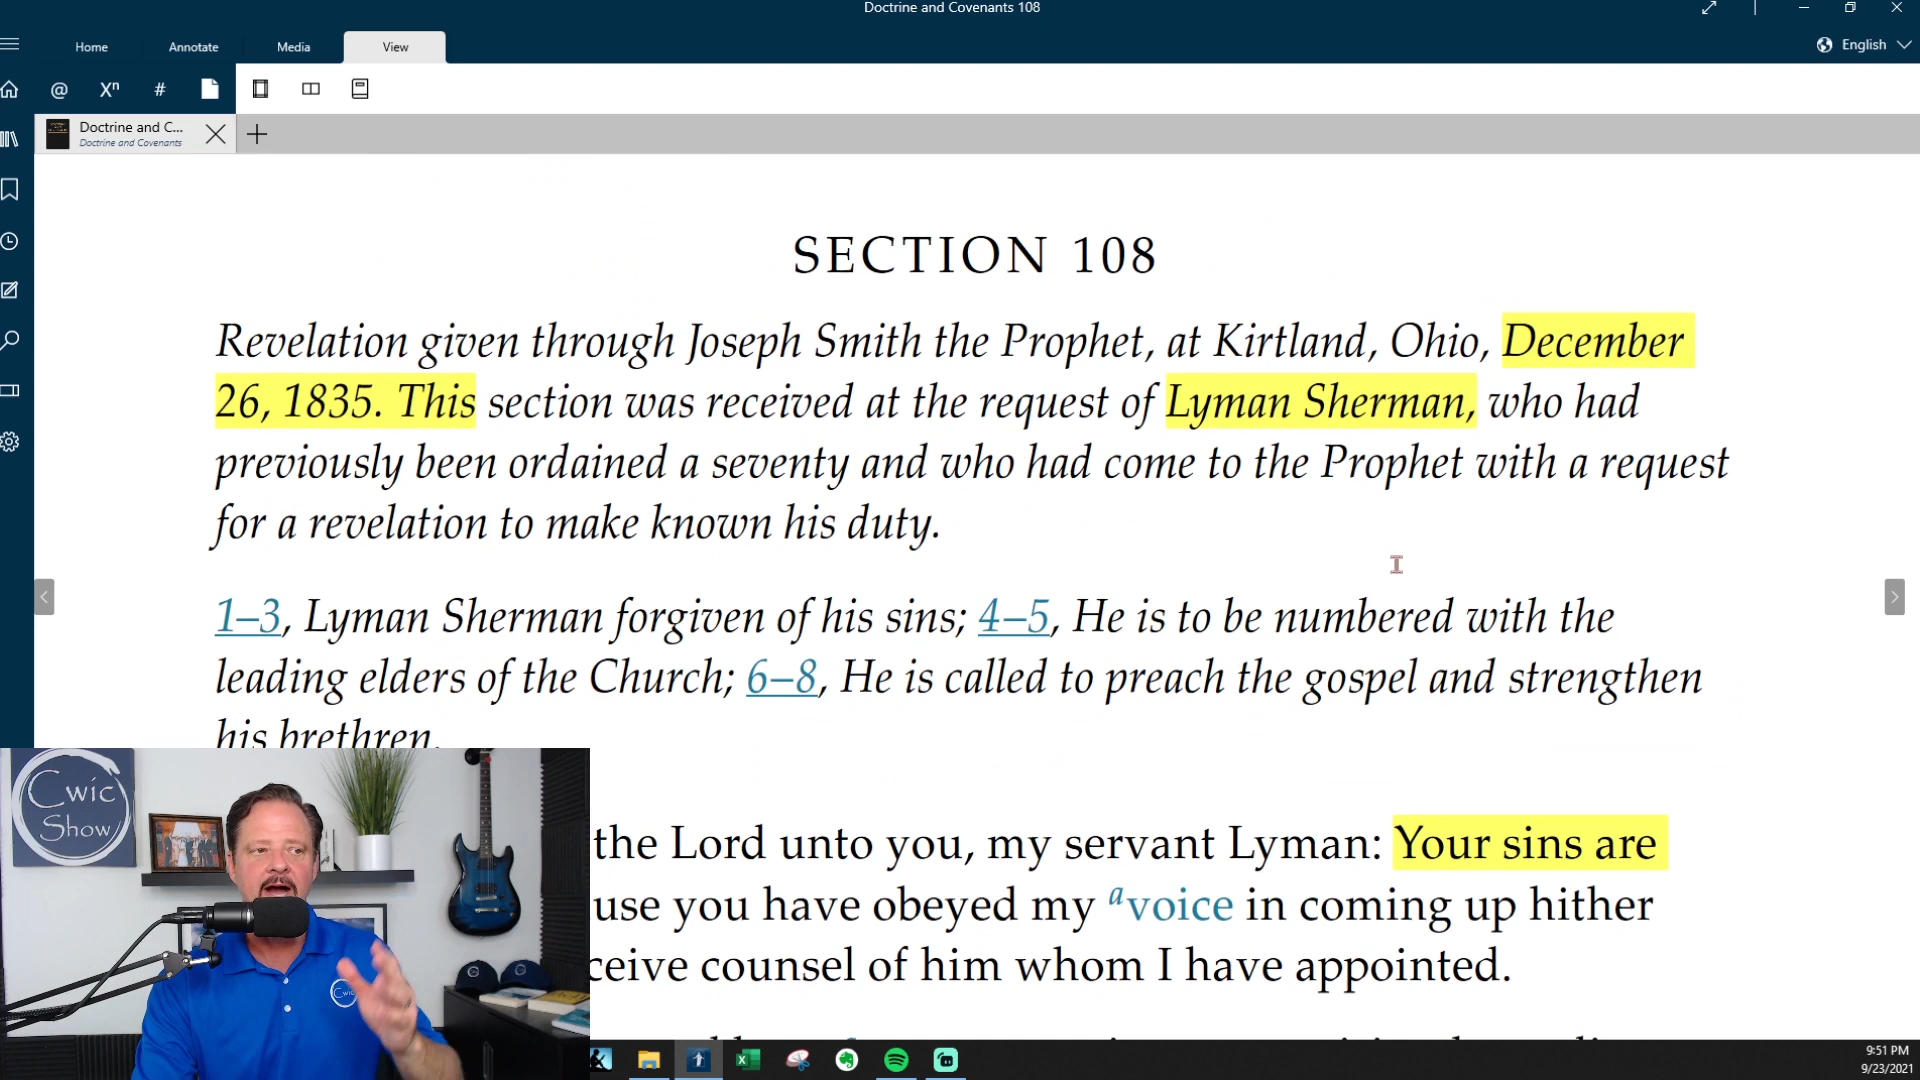 Doctrine and Covenants 108
Home Annotate Media View
English
@ Xⁿ #
Doctrine and C...
Doctrine and Covenants
SECTION 108
Revelation given through Joseph Smith the Prophet, at Kirtland, Ohio, December
26, 1835. This section was received at the request of Lyman Sherman, who had
previously been ordained a seventy and who had come to the Prophet with a request
for a revelation to make known his duty.
1–3, Lyman Sherman forgiven of his sins; 4–5, He is to be numbered with the
leading elders of the Church; 6–8, He is called to preach the gospel and strengthen
his brethren.
the Lord unto you, my servant Lyman: Your sins are
use you have obeyed my ᵃvoice in coming up hither
ceive counsel of him whom I have appointed.
Cwic
Show
Cwic
9:51 PM
9/23/2021